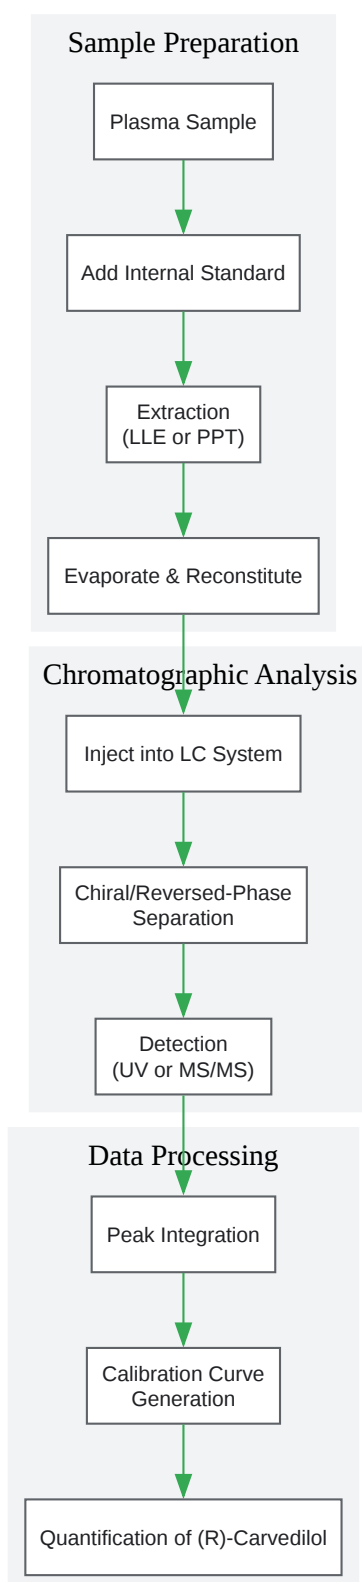 Sample Preparation
Plasma Sample
Add Internal Standard
Extraction
(LLE or PPT)
Evaporate & Reconstitute
Chromatographic Analysis
Inject into LC System
Chiral/Reversed-Phase
Separation
Detection
(UV or MS/MS)
Data Processing
Peak Integration
Calibration Curve
Generation
Quantification of (R)-Carvedilol